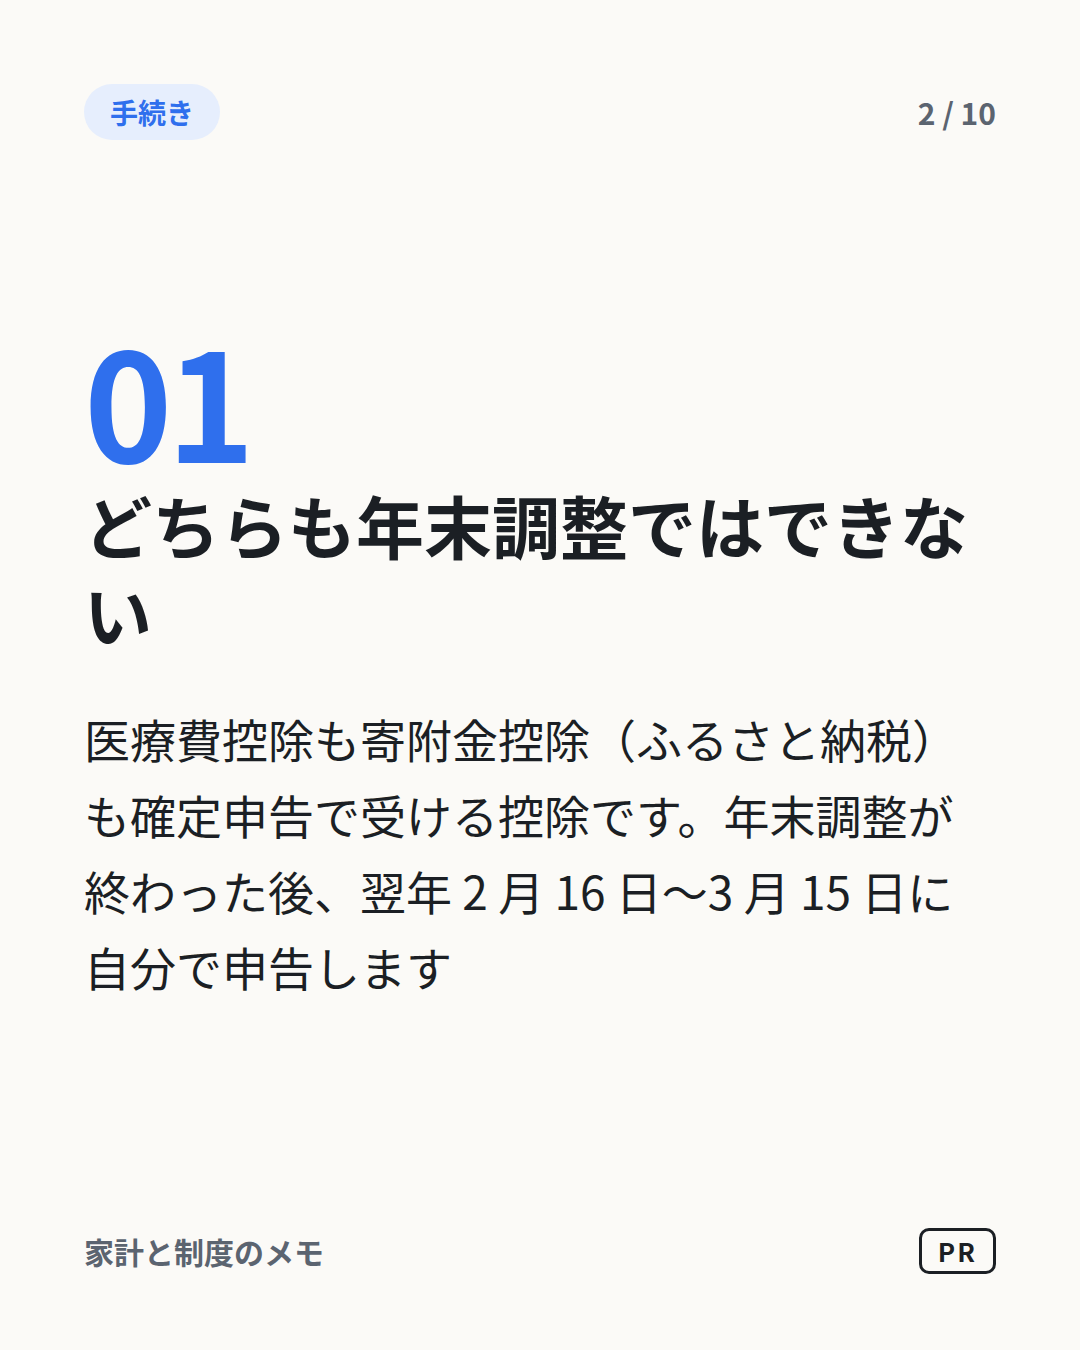 手続き
2 / 10
01
どちらも年末調整ではできな
い
医療費控除も寄附金控除（ふるさと納税）
も確定申告で受ける控除です。年末調整が
終わった後、翌年 2 月 16 日〜3 月 15 日に
自分で申告します
家計と制度のメモ
PR